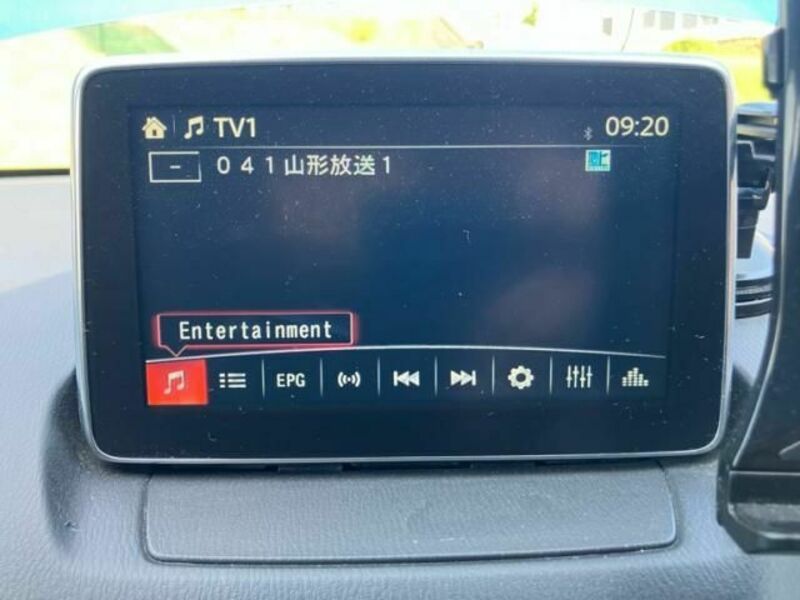 TV1 09:20
- 041山形放送1
Entertainment
EPG